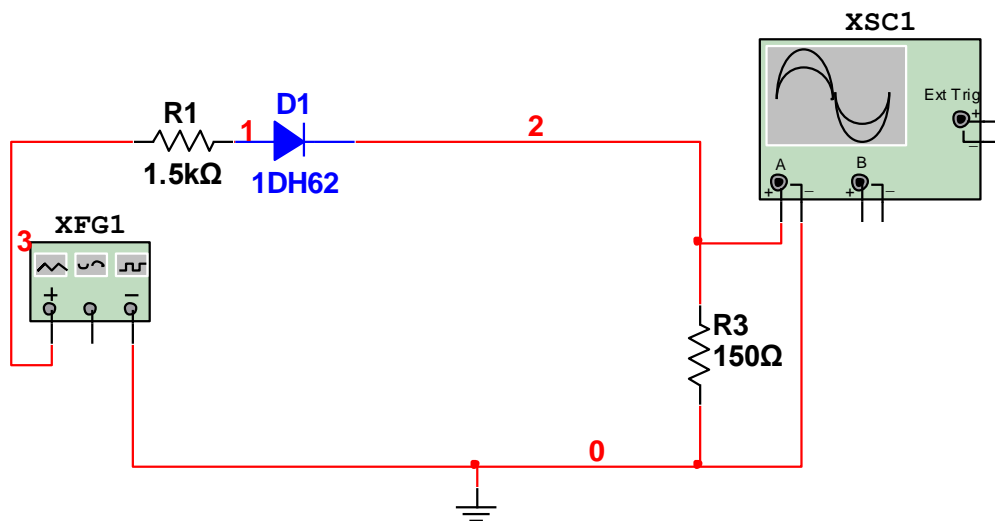 XSC1
Ext Trig
+
−
A
B
+
−
+
−
R1
1
D1
2
1.5kΩ
1DH62
XFG1
3
+
−
R3
150Ω
0